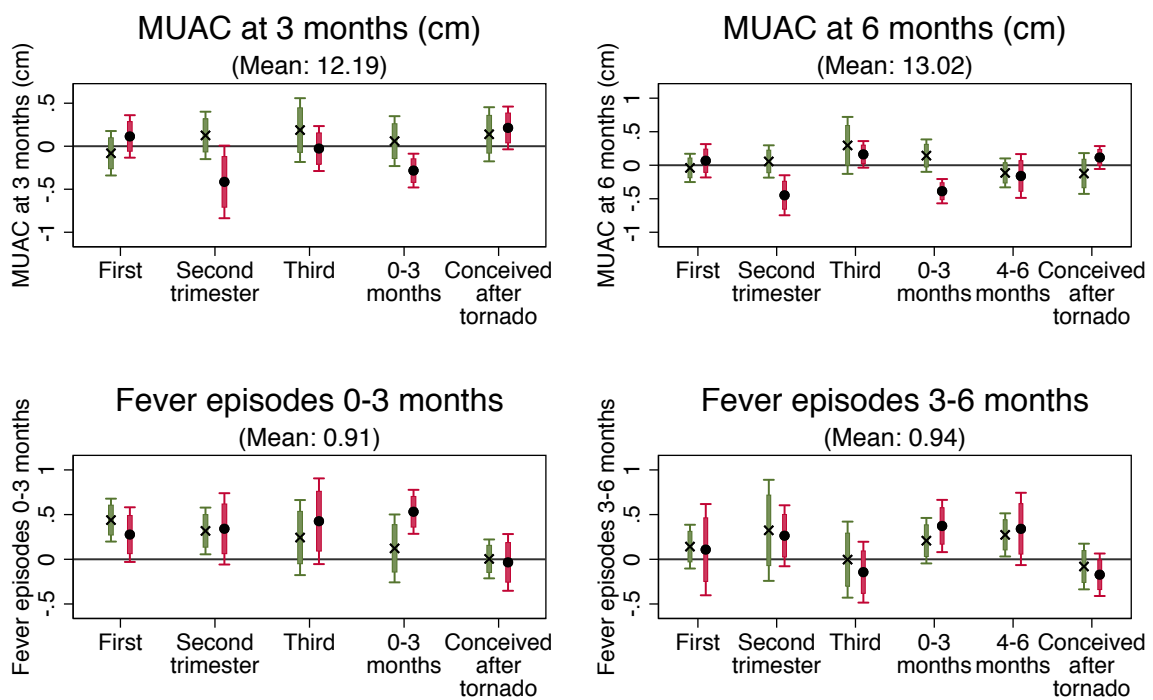 MUAC at 3 months (cm)
(Mean: 12.19)
MUAC at 3 months (cm)
.5
0
-.5
-1
First
Second
trimester
Third
0-3
months
Conceived
after
tornado
MUAC at 6 months (cm)
(Mean: 13.02)
MUAC at 6 months (cm)
1
.5
0
-.5
-1
First
Second
trimester
Third
0-3
months
4-6
months
Conceived
after
tornado
Fever episodes 0-3 months
(Mean: 0.91)
Fever episodes 0-3 months
1
.5
0
-.5
First
Second
trimester
Third
0-3
months
Conceived
after
tornado
Fever episodes 3-6 months
(Mean: 0.94)
Fever episodes 3-6 months
1
.5
0
-.5
First
Second
trimester
Third
0-3
months
4-6
months
Conceived
after
tornado